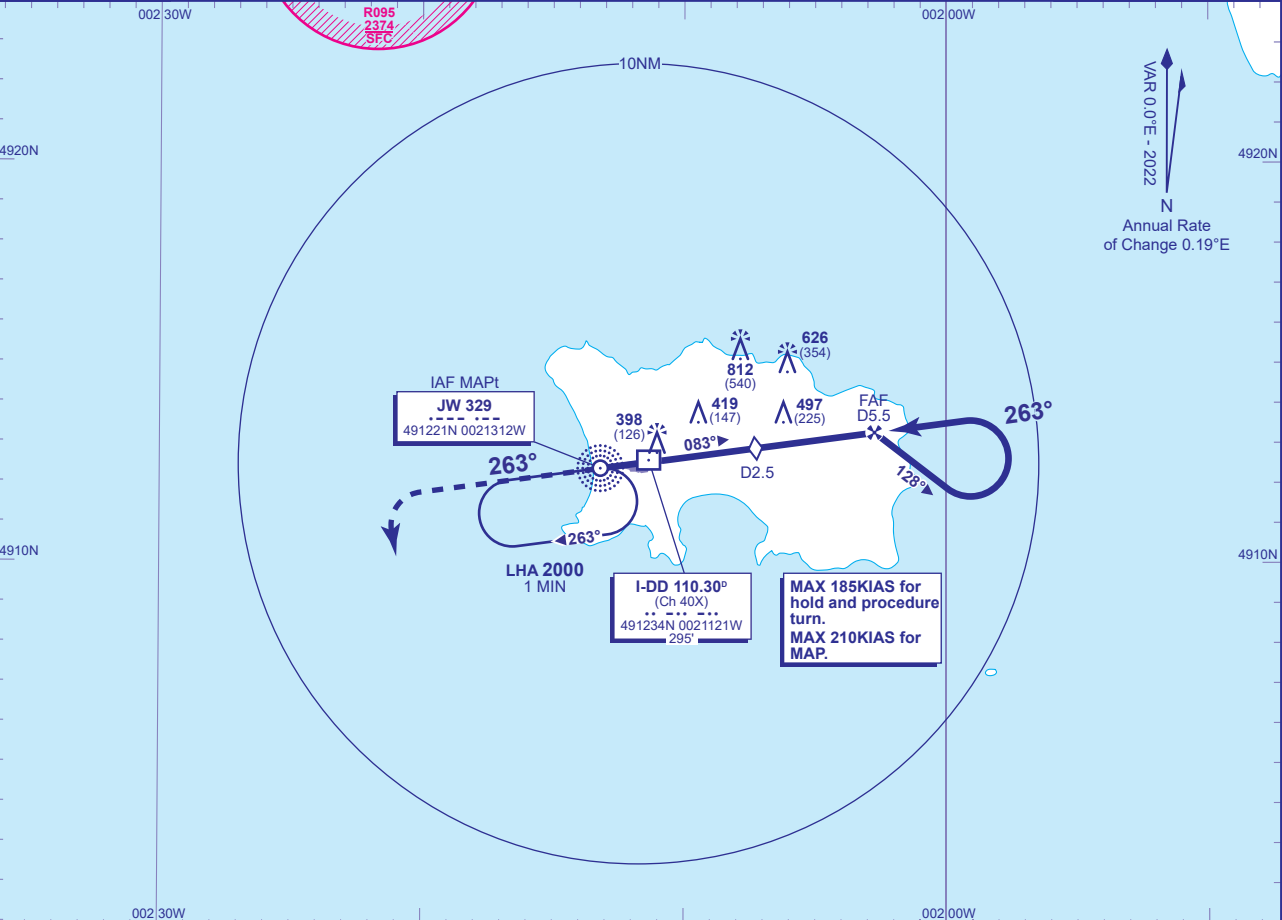 002 30W
R095
2374
SFC
002 00W
10NM
VAR 0.0°E - 2022
4920N
4920N
N
Annual Rate
of Change 0.19°E
626
(354)
812
(540)
IAF MAPt
JW 329
491221N 0021312W
398
(126)
419
(147)
497
(225)
FAF
D5.5
263°
083°
D2.5
263°
128°
263°
4910N
4910N
LHA 2000
1 MIN
I-DD 110.30ᴰ
(Ch 40X)
491234N 0021121W
295'
MAX 185KIAS for
hold and procedure
turn.
MAX 210KIAS for
MAP.
002 30W
002 00W